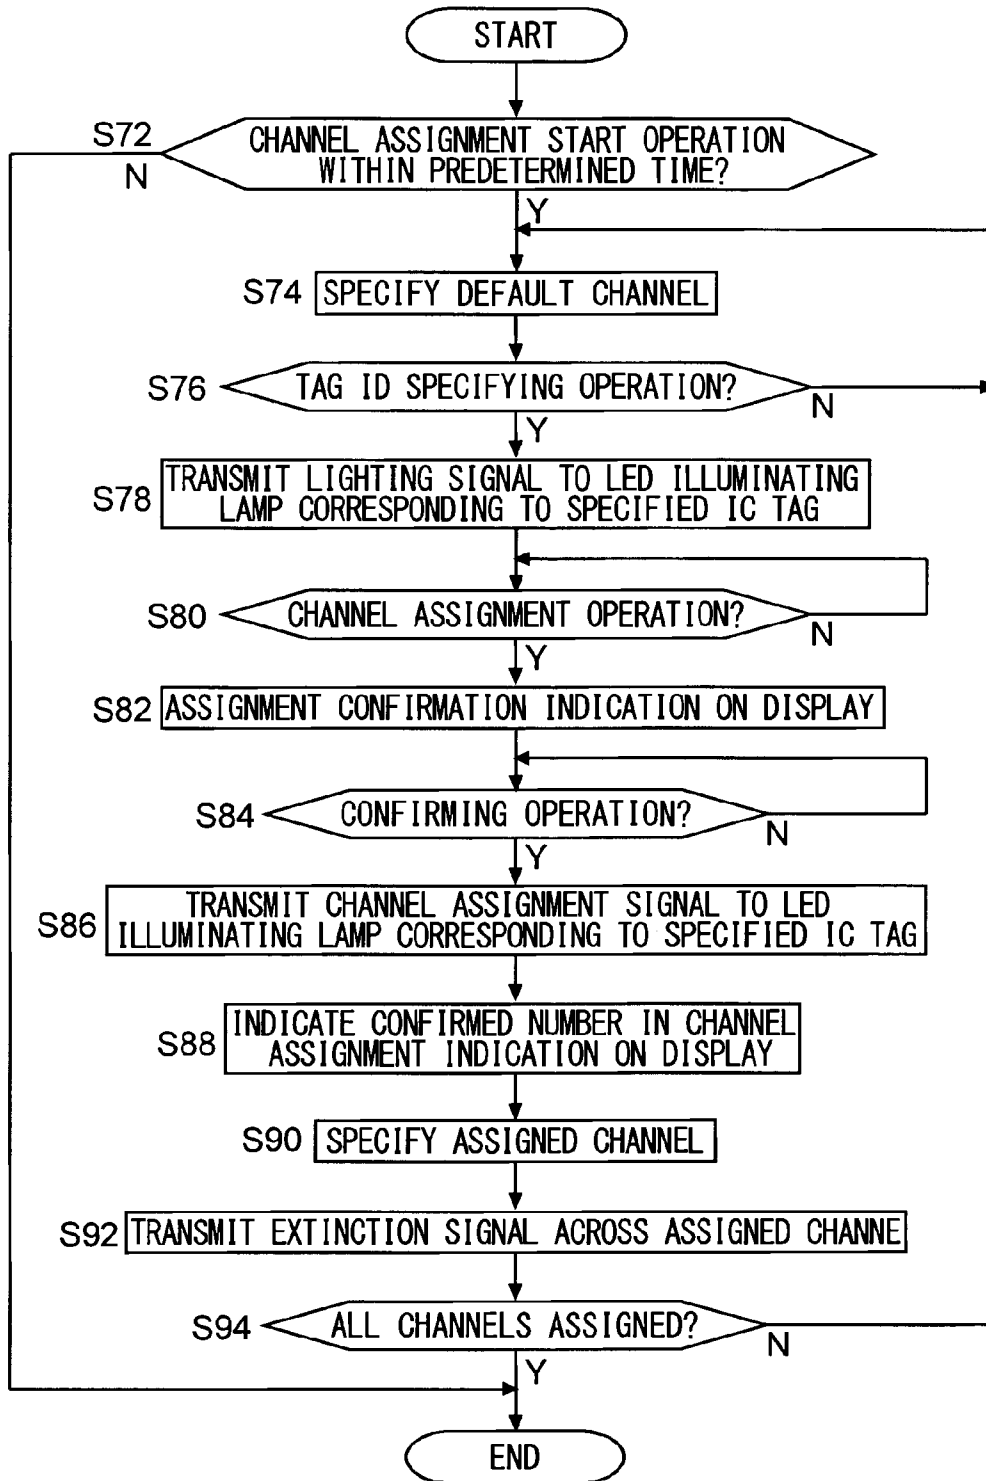 START
S72
CHANNEL ASSIGNMENT START OPERATION
WITHIN PREDETERMINED TIME?
N
Y
S74
SPECIFY DEFAULT CHANNEL
S76
TAG ID SPECIFYING OPERATION?
N
Y
S78
TRANSMIT LIGHTING SIGNAL TO LED ILLUMINATING
LAMP CORRESPONDING TO SPECIFIED IC TAG
S80
CHANNEL ASSIGNMENT OPERATION?
N
Y
S82
ASSIGNMENT CONFIRMATION INDICATION ON DISPLAY
S84
CONFIRMING OPERATION?
N
Y
S86
TRANSMIT CHANNEL ASSIGNMENT SIGNAL TO LED
ILLUMINATING LAMP CORRESPONDING TO SPECIFIED IC TAG
S88
INDICATE CONFIRMED NUMBER IN CHANNEL
ASSIGNMENT INDICATION ON DISPLAY
S90
SPECIFY ASSIGNED CHANNEL
S92
TRANSMIT EXTINCTION SIGNAL ACROSS ASSIGNED CHANNE
S94
ALL CHANNELS ASSIGNED?
N
Y
END